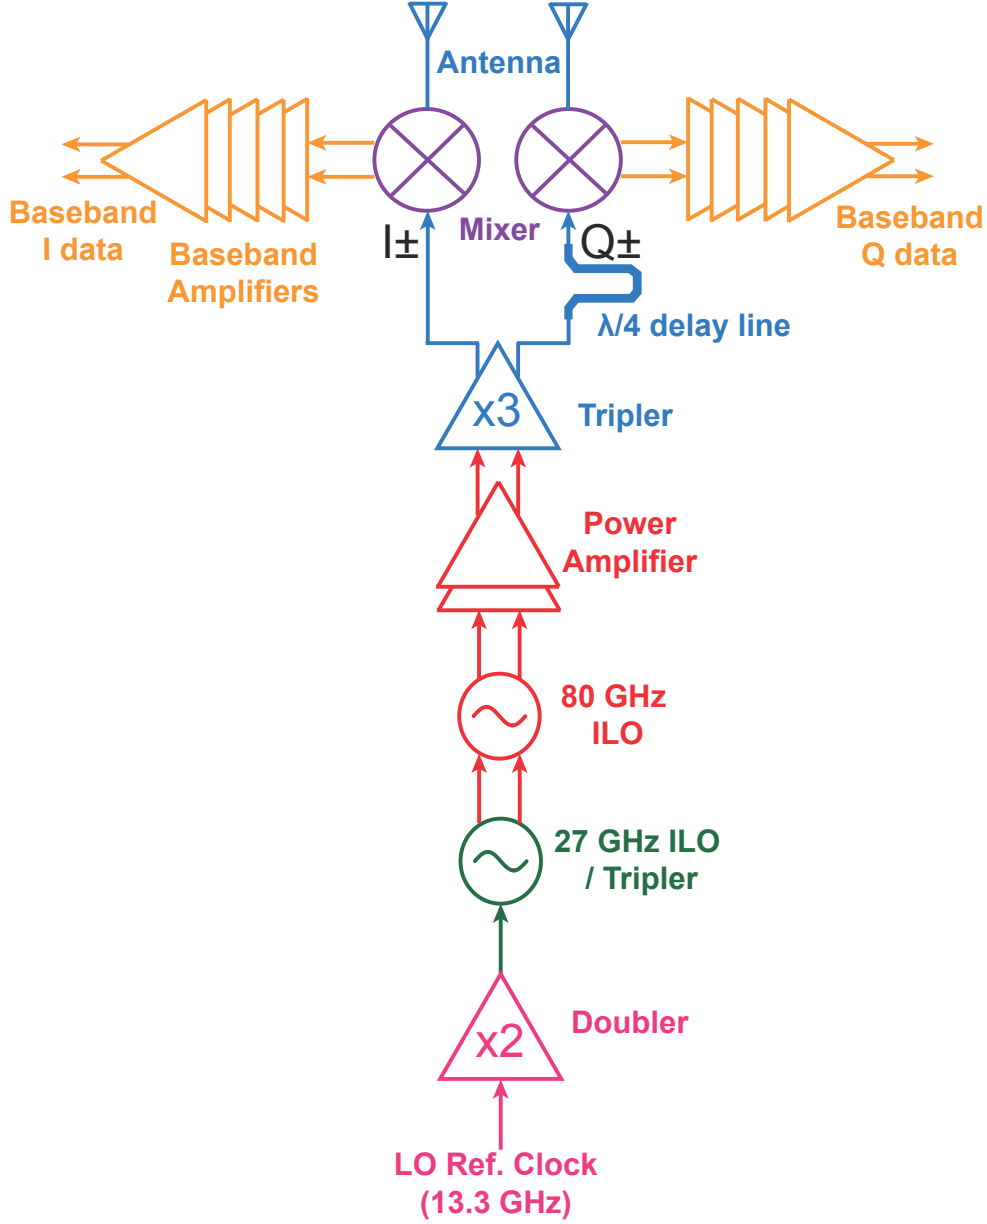 Antenna
Baseband
I data
Baseband
Amplifiers
Mixer
I±
Q±
Baseband
Q data
λ/4 delay line
x3
Tripler
Power
Amplifier
80 GHz
ILO
27 GHz ILO
/ Tripler
x2
Doubler
LO Ref. Clock
(13.3 GHz)